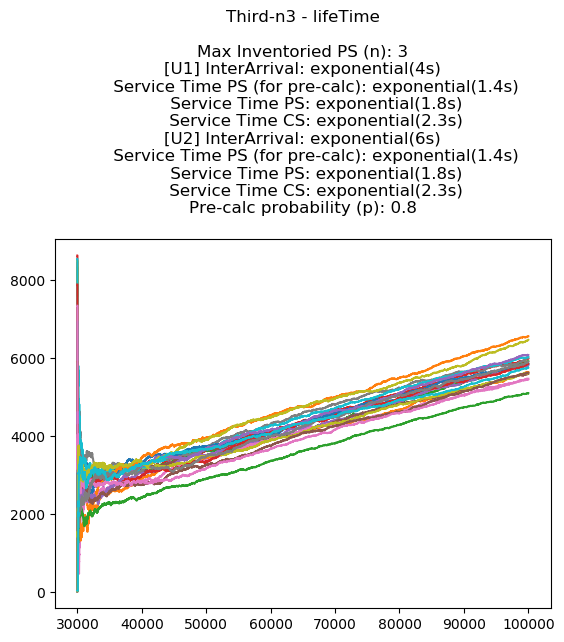 Third-n3 - lifeTime
Max Inventoried PS (n): 3
[U1] InterArrival: exponential(4s)
Service Time PS (for pre-calc): exponential(1.4s)
Service Time PS: exponential(1.8s)
Service Time CS: exponential(2.3s)
[U2] InterArrival: exponential(6s)
Service Time PS (for pre-calc): exponential(1.4s)
Service Time PS: exponential(1.8s)
Service Time CS: exponential(2.3s)
Pre-calc probability (p): 0.8
8000
6000
4000
2000
0
30000 40000 50000 60000 70000 80000 90000 100000